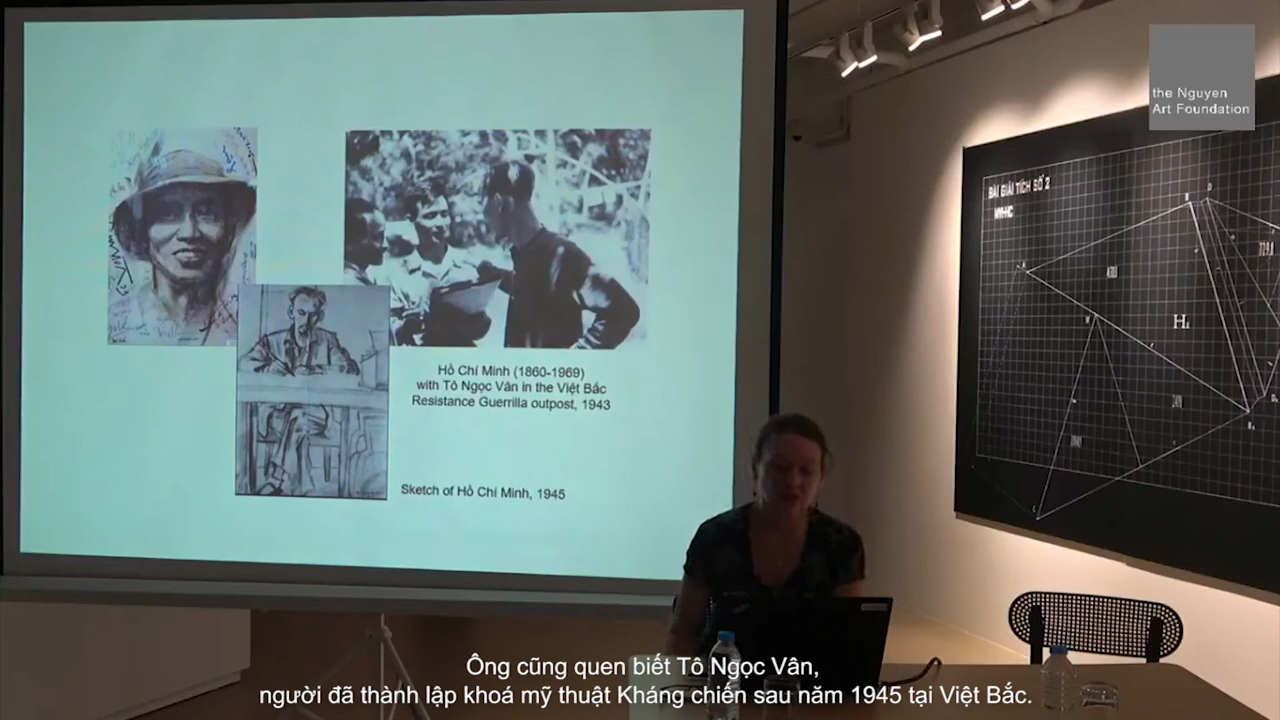 the Nguyen
Art Foundation
BÀI GIẢI TÍCH SỐ 2
Hồ Chí Minh (1860-1969)
with Tô Ngọc Vân in the Việt Bắc
Resistance Guerrilla outpost, 1943
Sketch of Hồ Chí Minh, 1945
Ông cũng quen biết Tô Ngọc Vân,
người đã thành lập khoá mỹ thuật Kháng chiến sau năm 1945 tại Việt Bắc.